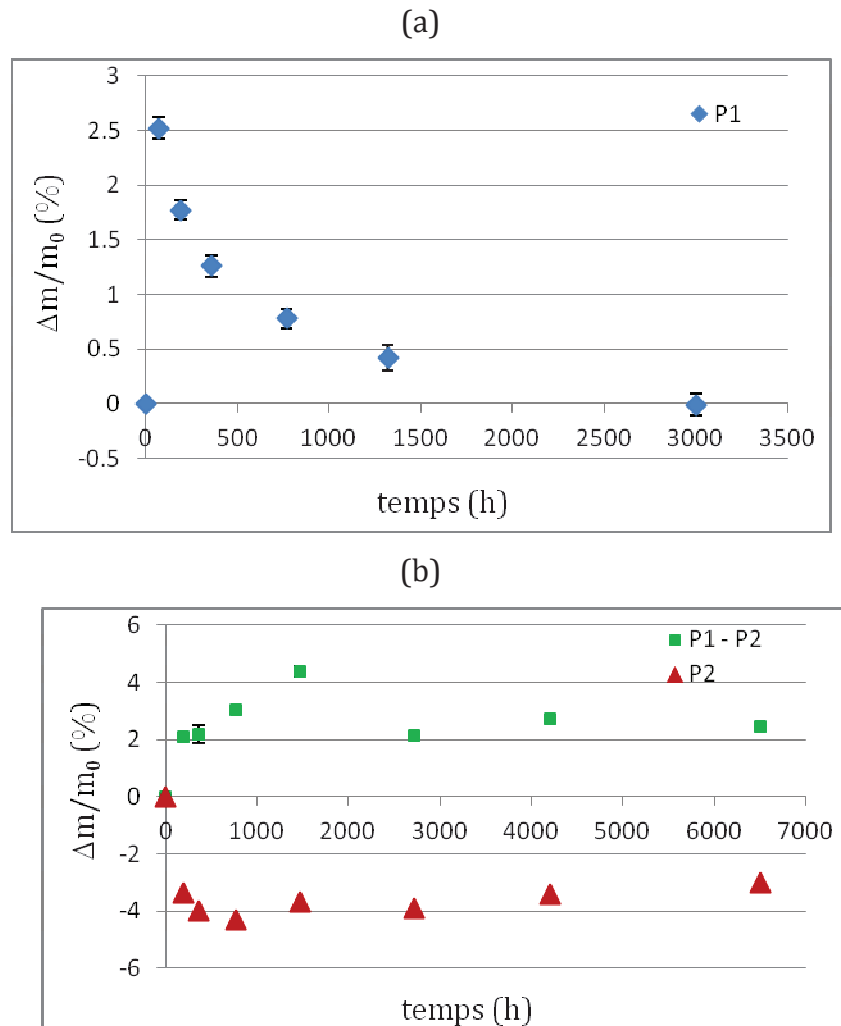 (a)
3
2.5
2
1.5
1
0.5
0
-0.5
Δm/m₀ (%)
P1
0 500 1000 1500 2000 2500 3000 3500
temps (h)
(b)
6
4
2
0
-2
-4
-6
Δm/m₀ (%)
P1 - P2
P2
0 1000 2000 3000 4000 5000 6000 7000
temps (h)